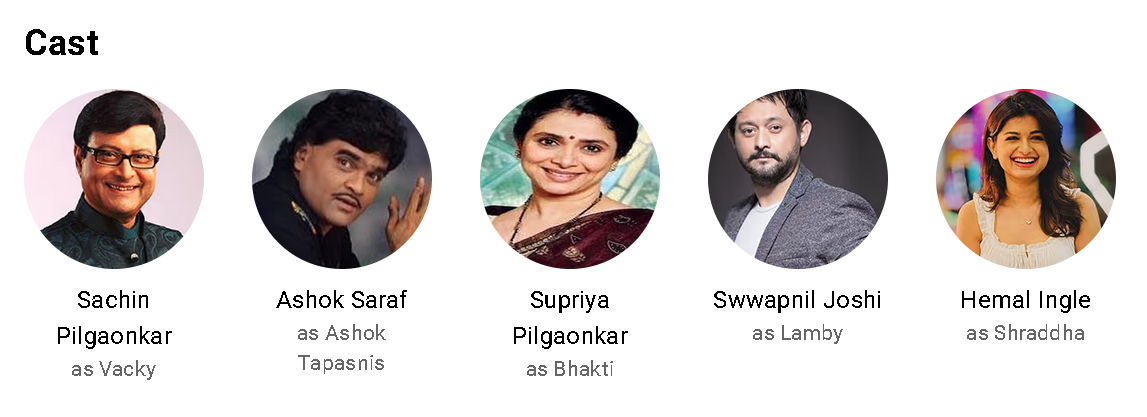 Cast
Sachin
Pilgaonkar
as Vacky
Ashok Saraf
as Ashok
Tapasnis
Supriya
Pilgaonkar
as Bhakti
Swwapnil Joshi
as Lamby
Hemal Ingle
as Shraddha